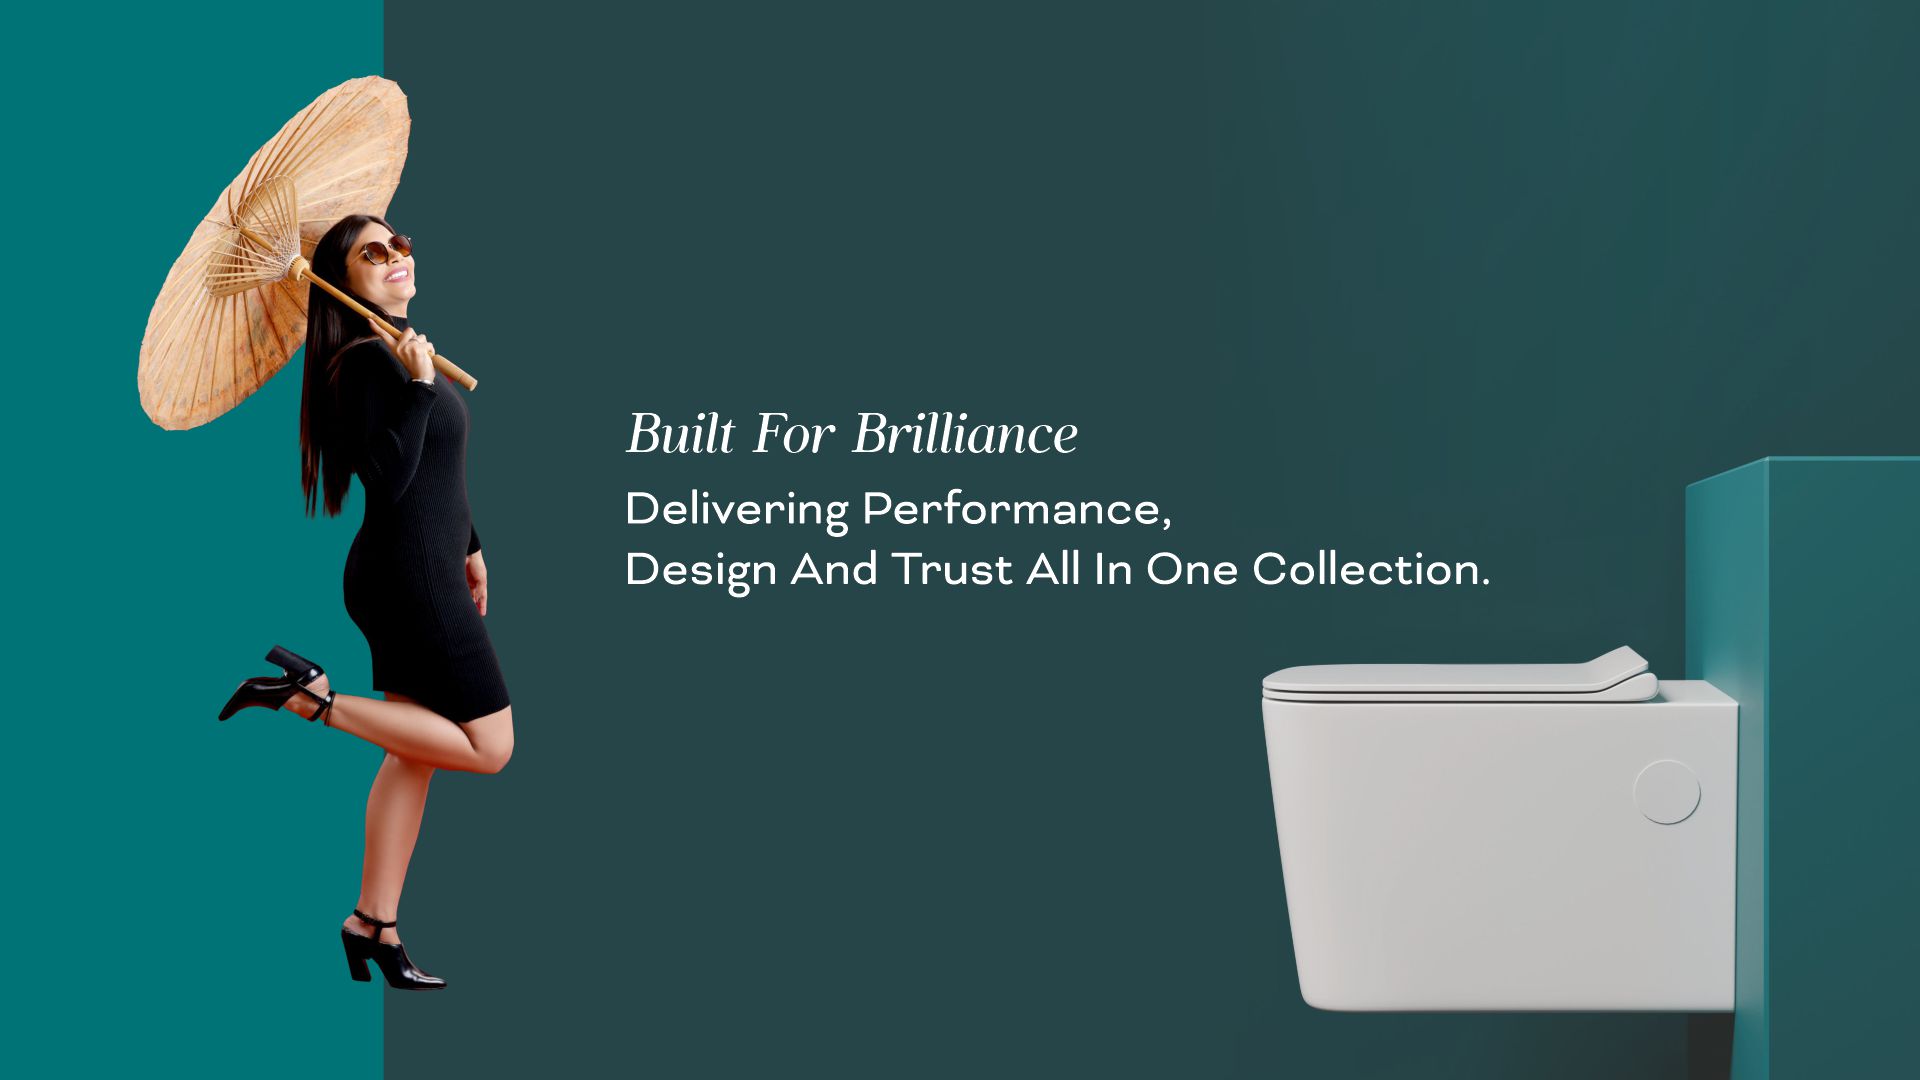 Built For Brilliance
Delivering Performance,
Design And Trust All In One Collection.